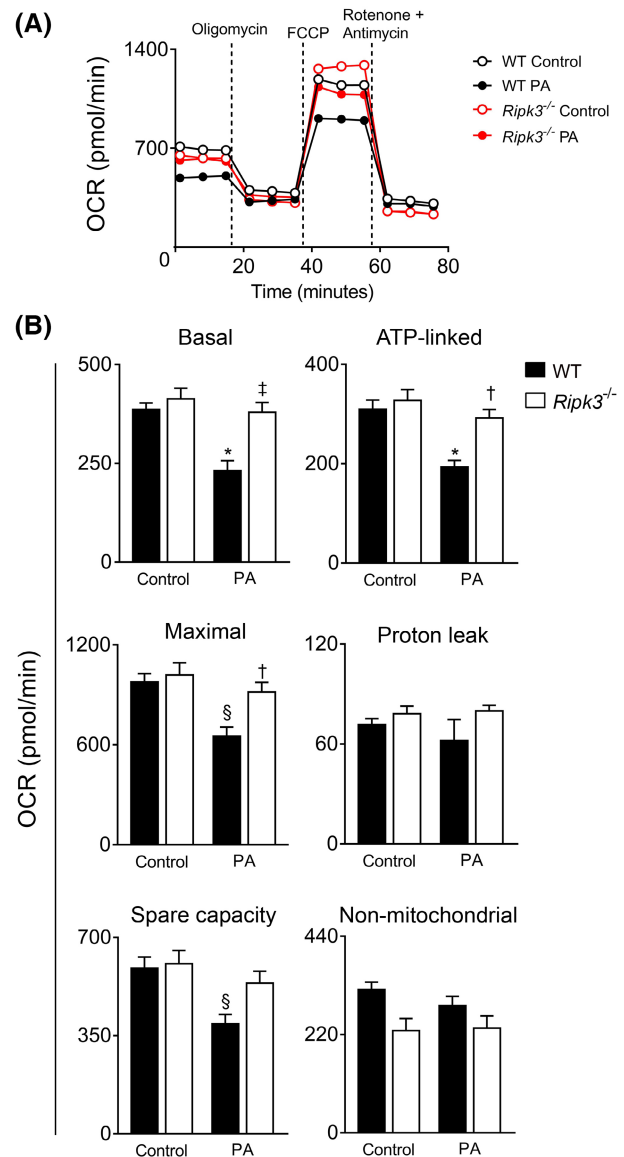 (A)
Oligomycin
FCCP
Rotenone +
Antimycin
OCR (pmol/min)
1400
700
0
0
20
40
60
80
Time (minutes)
WT Control
WT PA
Ripk3-/- Control
Ripk3-/- PA
(B)
OCR (pmol/min)
Basal
500
250
0
*
‡
Control
PA
ATP-linked
400
200
0
*
†
Control
PA
WT
Ripk3-/-
Maximal
1200
600
0
§
†
Control
PA
Proton leak
120
60
0
Control
PA
Spare capacity
700
350
0
§
Control
PA
Non-mitochondrial
440
220
0
Control
PA